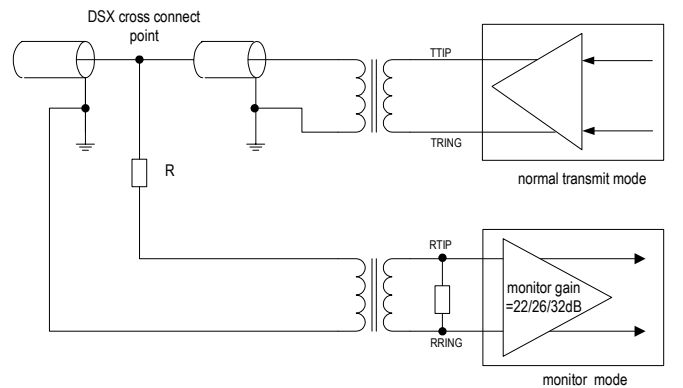 DSX cross connect
point
TTIP
TRING
normal transmit mode
R
RTIP
monitor gain
=22/26/32dB
RRING
monitor mode